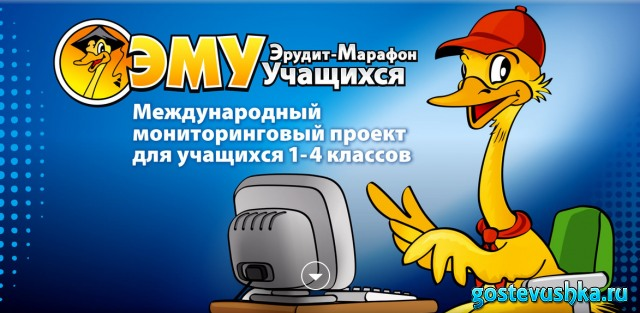 ЭМУ
Эрудит-Марафон
Учащихся
Международный
мониторинговый проект
для учащихся 1-4 классов
gostevushka.ru